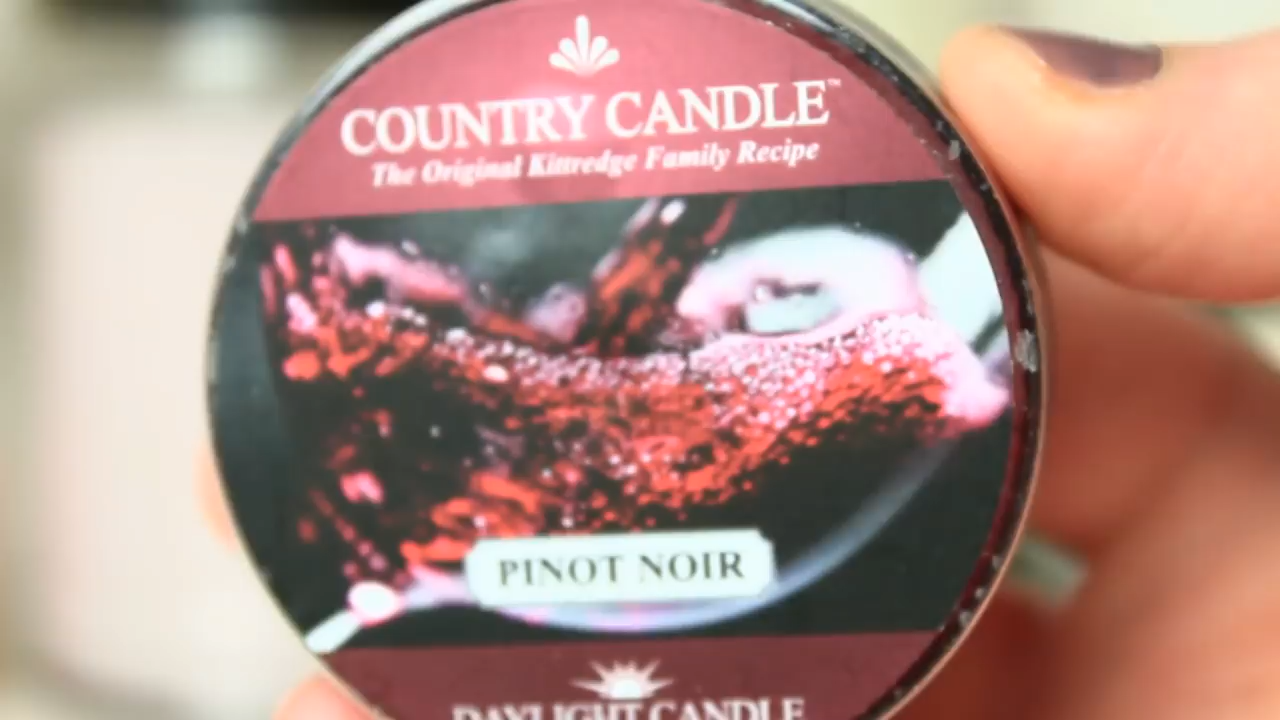 COUNTRY CANDLE™
The Original Kittredge Family Recipe
PINOT NOIR
DAYLIGHT CANDLE